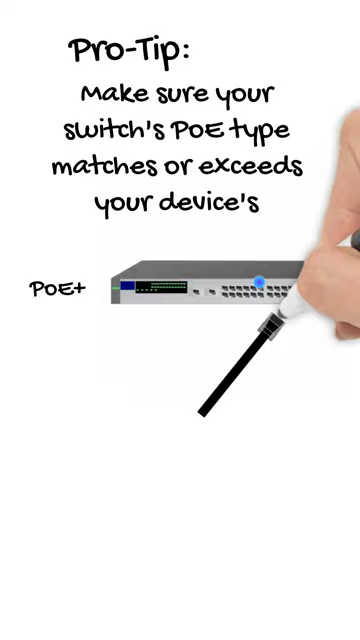 Pro-Tip:
Make sure your
switch's PoE type
matches or exceeds
your device's
PoE+